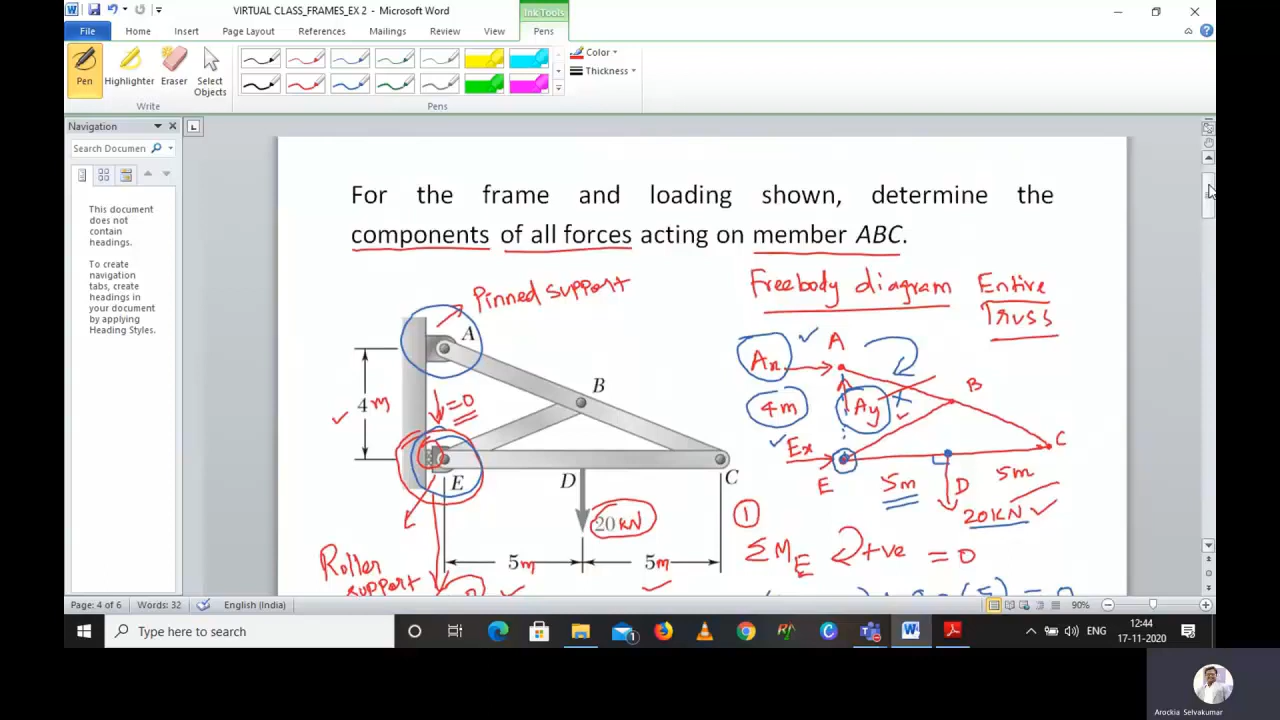 VIRTUAL CLASS_FRAMES_EX 2 - Microsoft Word
Ink Tools
File Home Insert Page Layout References Mailings Review View Pens
Pen Highlighter Eraser Select Objects
Color
Thickness
Write Pens
Navigation
Search Documen
This document does not contain headings.
To create navigation tabs, create headings in your document by applying Heading Styles.
For the frame and loading shown, determine the
components of all forces acting on member ABC.
Pinned support
Freebody diagram Entire
Truss
A
B
4m
=0
E
D
C
20 KN
5m 5m
Roller
support
Ax
A
4m
Ay
B
Ex
C
E
5m
D
5m
20KN
1
ΣM E +ve = 0
Page: 4 of 6 Words: 32 English (India) 90%
Type here to search
ENG
12:44
17-11-2020
Arockia Selvakumar